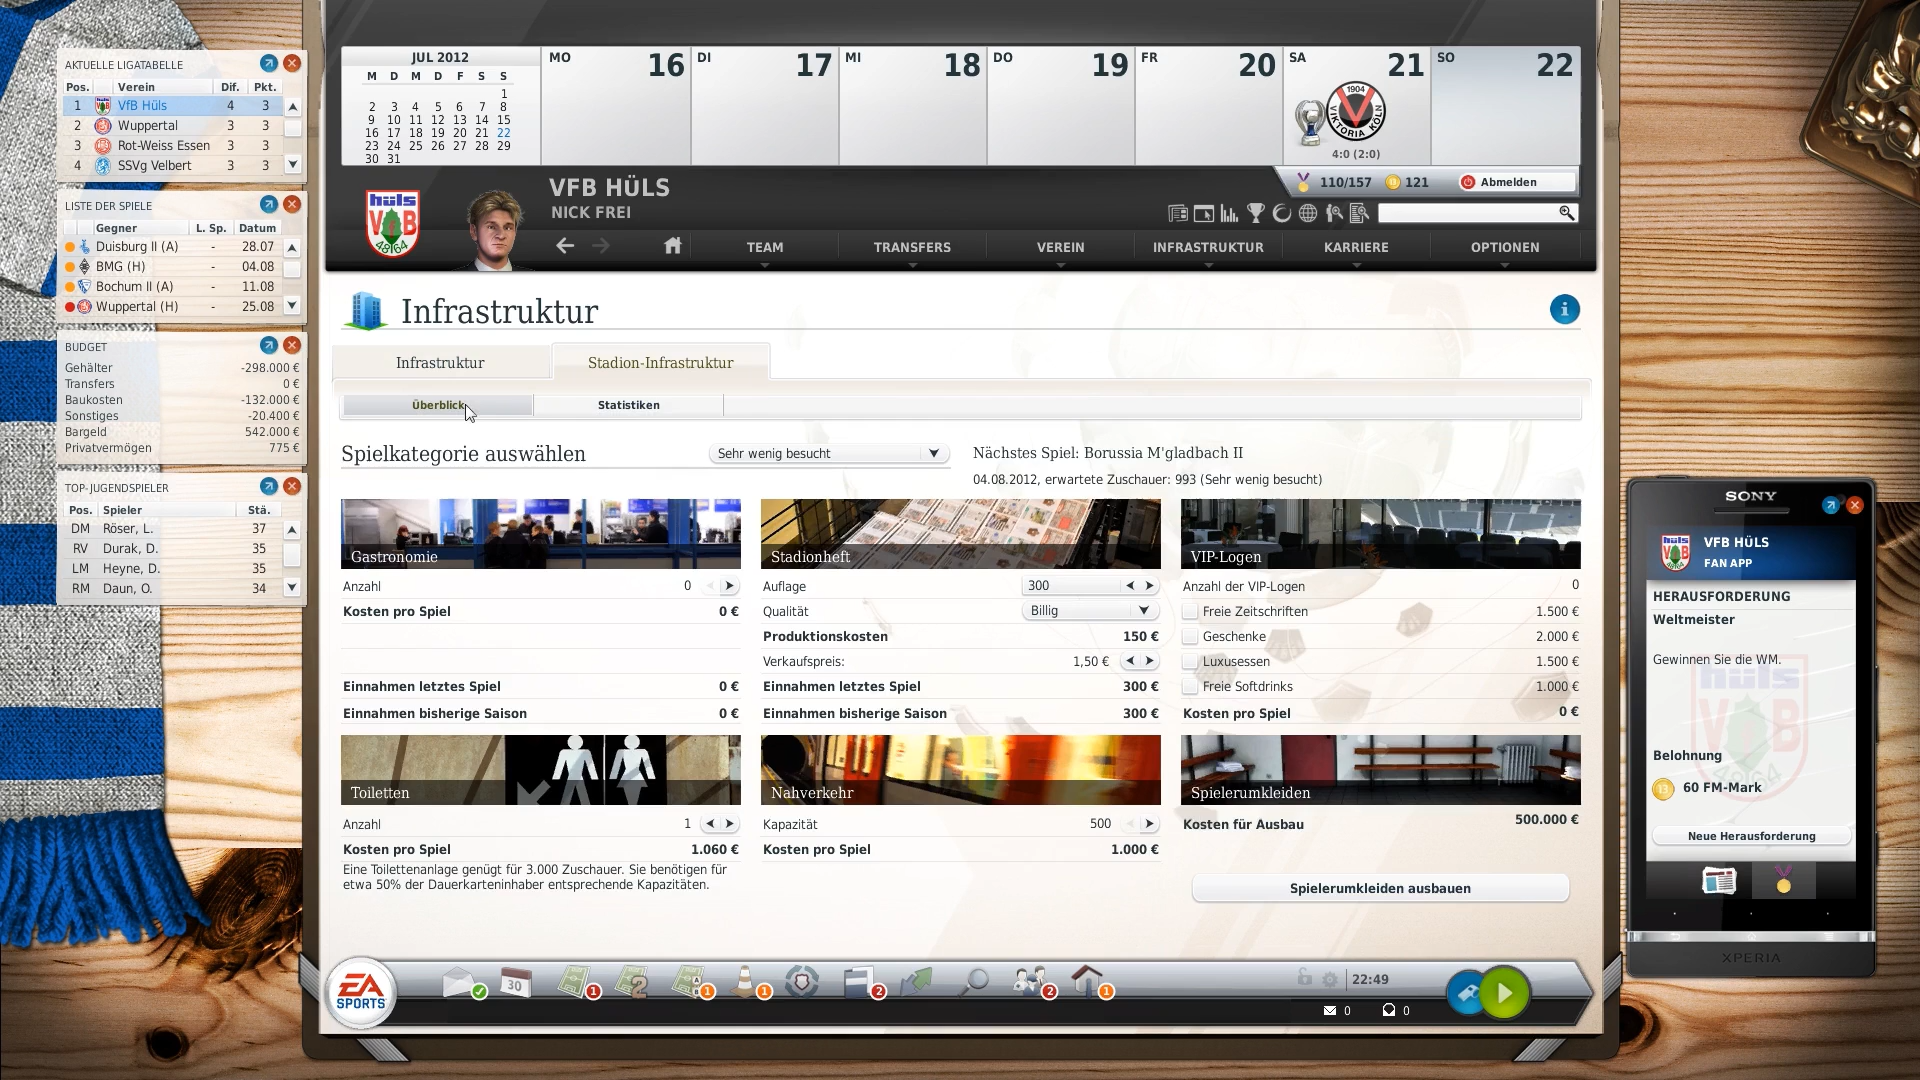 AKTUELLE LIGATABELLE
Pos. Verein Dif. Pkt.
1 VfB Hüls 4 3
2 Wuppertal 3 3
3 Rot-Weiss Essen 3 3
4 SSVg Velbert 3 3
LISTE DER SPIELE
Gegner L. Sp. Datum
Duisburg II (A) - 28.07
BMG (H) - 04.08
Bochum II (A) - 11.08
Wuppertal (H) - 25.08
BUDGET
Gehälter -298.000 €
Transfers 0 €
Baukosten -132.000 €
Sonstiges -20.400 €
Bargeld 542.000 €
Privatvermögen 775 €
TOP-JUGENDSPIELER
Pos. Spieler Stä.
DM Röser, L. 37
RV Durak, D. 35
LM Heyne, D. 35
RM Daun, O. 34
JUL 2012
M D M D F S S
1
2 3 4 5 6 7 8
9 10 11 12 13 14 15
16 17 18 19 20 21 22
23 24 25 26 27 28 29
30 31
MO 16
DI 17
MI 18
DO 19
FR 20
SA 21
1904
VIKTORIA KÖLN
4:0 (2:0)
SO 22
hüls
VfB
48/64
VFB HÜLS
NICK FREI
110/157
121
Abmelden
TEAM TRANSFERS VEREIN INFRASTRUKTUR KARRIERE OPTIONEN
Infrastruktur
i
Infrastruktur Stadion-Infrastruktur
Überblick Statistiken
Spielkategorie auswählen
Sehr wenig besucht
Nächstes Spiel: Borussia M'gladbach II
04.08.2012, erwartete Zuschauer: 993 (Sehr wenig besucht)
Gastronomie
Anzahl 0
Kosten pro Spiel 0 €
Einnahmen letztes Spiel 0 €
Einnahmen bisherige Saison 0 €
Stadionheft
Auflage 300
Qualität Billig
Produktionskosten 150 €
Verkaufspreis: 1,50 €
Einnahmen letztes Spiel 300 €
Einnahmen bisherige Saison 300 €
VIP-Logen
Anzahl der VIP-Logen 0
Freie Zeitschriften 1.500 €
Geschenke 2.000 €
Luxusessen 1.500 €
Freie Softdrinks 1.000 €
Kosten pro Spiel 0 €
Toiletten
Anzahl 1
Kosten pro Spiel 1.060 €
Eine Toilettenanlage genügt für 3.000 Zuschauer. Sie benötigen für
etwa 50% der Dauerkarteninhaber entsprechende Kapazitäten.
Nahverkehr
Kapazität 500
Kosten pro Spiel 1.000 €
Spielerumkleiden
Kosten für Ausbau 500.000 €
Spielerumkleiden ausbauen
EA
SPORTS
30
1
2
1
1
2
2
1
22:49
0 0
SONY
VFB HÜLS
FAN APP
HERAUSFORDERUNG
Weltmeister
Gewinnen Sie die WM.
Belohnung
13 60 FM-Mark
Neue Herausforderung
XPERIA